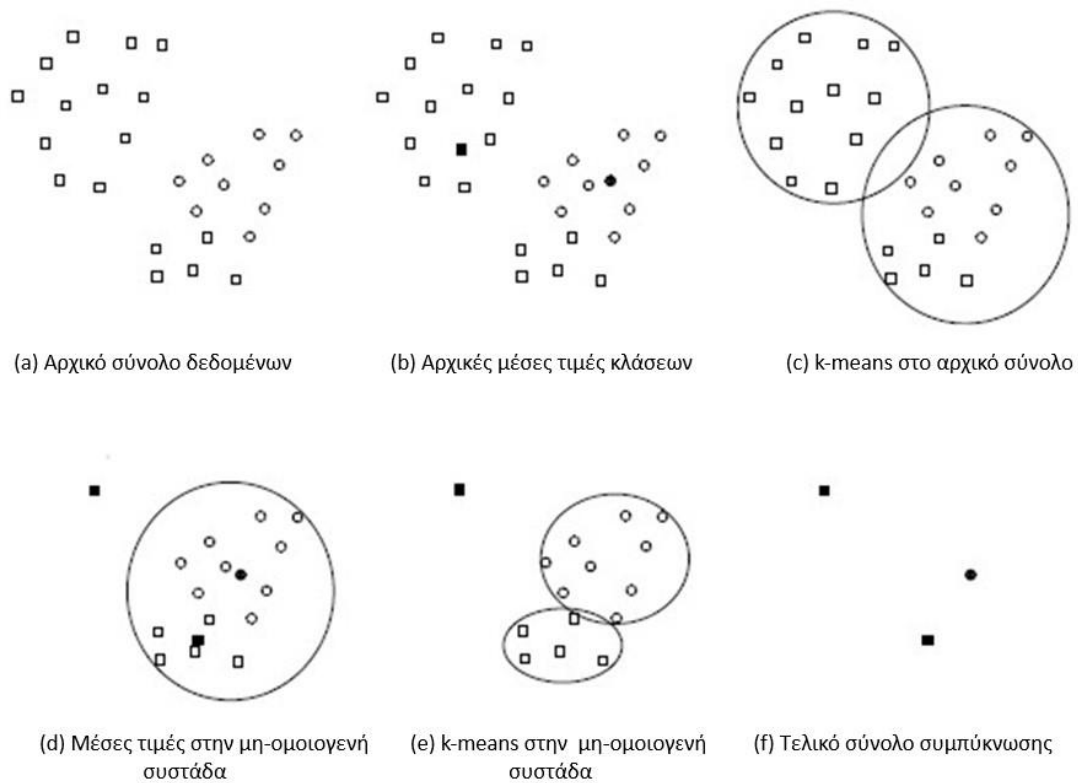 (a) Αρχικό σύνολο δεδομένων
(b) Αρχικές μέσες τιμές κλάσεων
(c) k-means στο αρχικό σύνολο
(d) Μέσες τιμές στην μη-ομοιογενή
συστάδα
(e) k-means στην μη-ομοιογενή
συστάδα
(f) Τελικό σύνολο συμπύκνωσης